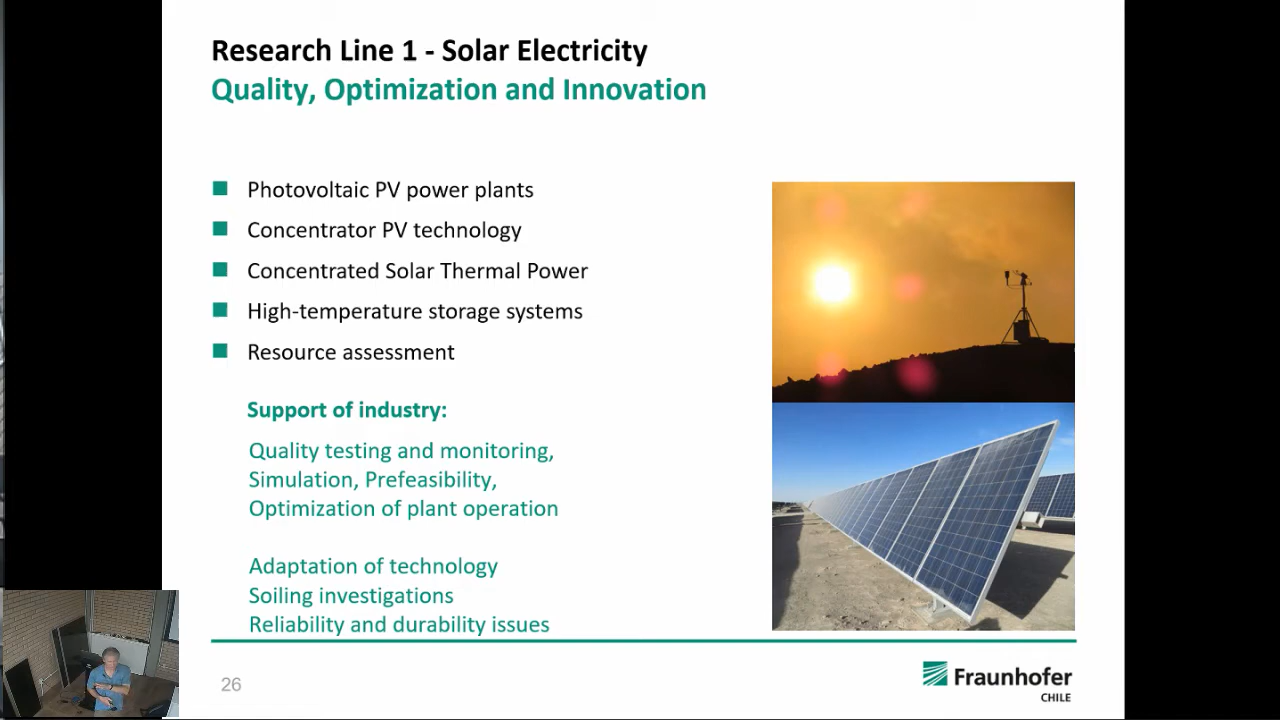 Research Line 1 - Solar Electricity
Quality, Optimization and Innovation
Photovoltaic PV power plants
Concentrator PV technology
Concentrated Solar Thermal Power
High-temperature storage systems
Resource assessment
Support of industry:
Quality testing and monitoring,
Simulation, Prefeasibility,
Optimization of plant operation
Adaptation of technology
Soiling investigations
Reliability and durability issues
26
Fraunhofer
CHILE